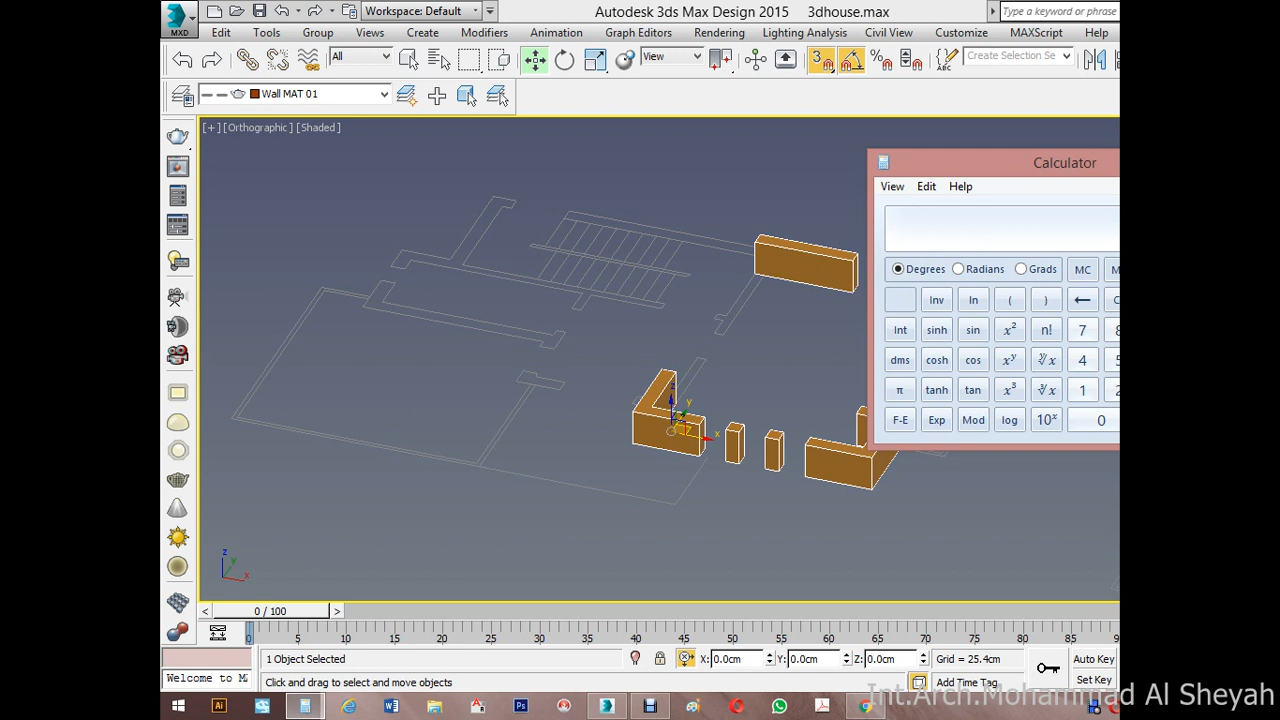 Workspace: Default
Autodesk 3ds Max Design 2015 3dhouse.max
Type a keyword or phrase
MXD
Edit Tools Group Views Create Modifiers Animation Graph Editors Rendering Lighting Analysis Civil View Customize MAXScript Help
All View 3 ABC Create Selection Se
Wall MAT 01
[+][Orthographic][Shaded]
Calculator
View Edit Help
Degrees Radians Grads MC
Inv ln ( )
Int sinh sin x² n! 7
dms cosh cos xʸ ʸ√x 4
π tanh tan x³ ³√x 1
F-E Exp Mod log 10ˣ 0
z y x
z y x
0 / 100
0 5 10 15 20 25 30 35 40 45 50 55 60 65 70 75 80 85
1 Object Selected X: 0.0cm Y: 0.0cm Z: 0.0cm Grid = 25.4cm Auto Key
Welcome to Click and drag to select and move objects Add Time Tag Set Key
Int.Arch.Mohammad Al Sheyah